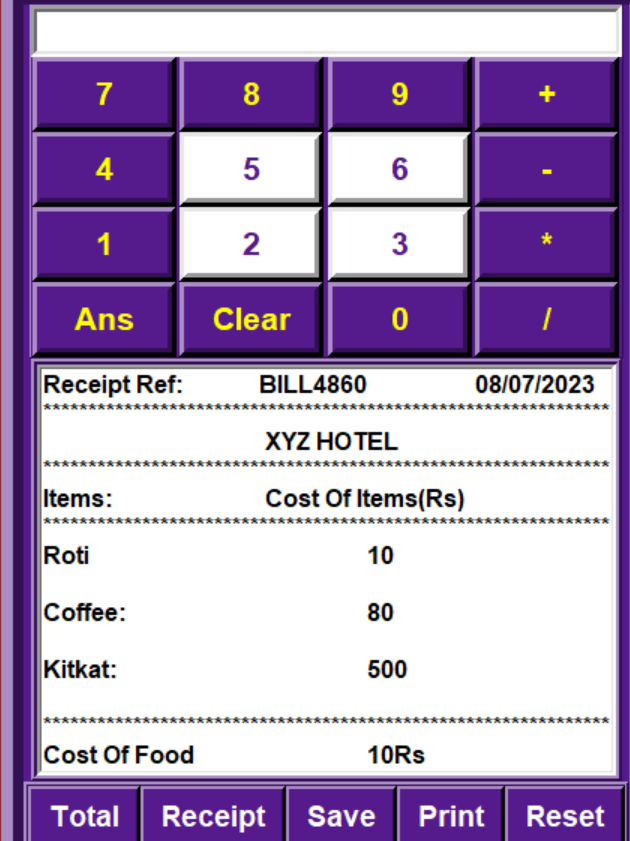 7 8 9 +
4 5 6 -
1 2 3 *
Ans Clear 0 /
Receipt Ref: BILL4860 08/07/2023
***************************************************************
XYZ HOTEL
***************************************************************
Items: Cost Of Items(Rs)
***************************************************************
Roti 10
Coffee: 80
Kitkat: 500
***************************************************************
Cost Of Food 10Rs
Total Receipt Save Print Reset